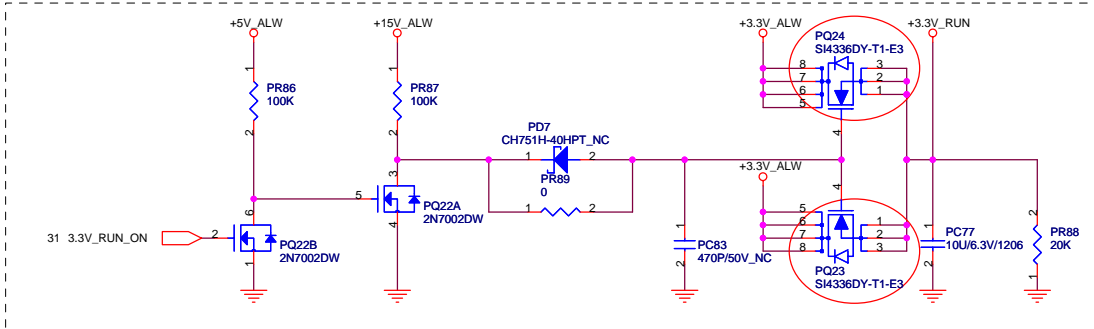 +5V_ALW
+15V_ALW
+3.3V_ALW
+3.3V_RUN
PQ24
SI4336DY-T1-E3
8
7
6
5
3
2
1
4
1
PR86
100K
2
1
PR87
100K
2
PD7
CH751H-40HPT_NC
1
2
PR89
0
1
2
+3.3V_ALW
3
5
PQ22A
2N7002DW
4
4
5
6
7
8
1
2
3
PQ23
SI4336DY-T1-E3
31 3.3V_RUN_ON
2
6
PQ22B
2N7002DW
1
1
PC83
470P/50V_NC
2
1
PC77
10U/6.3V/1206
2
2
PR88
20K
1